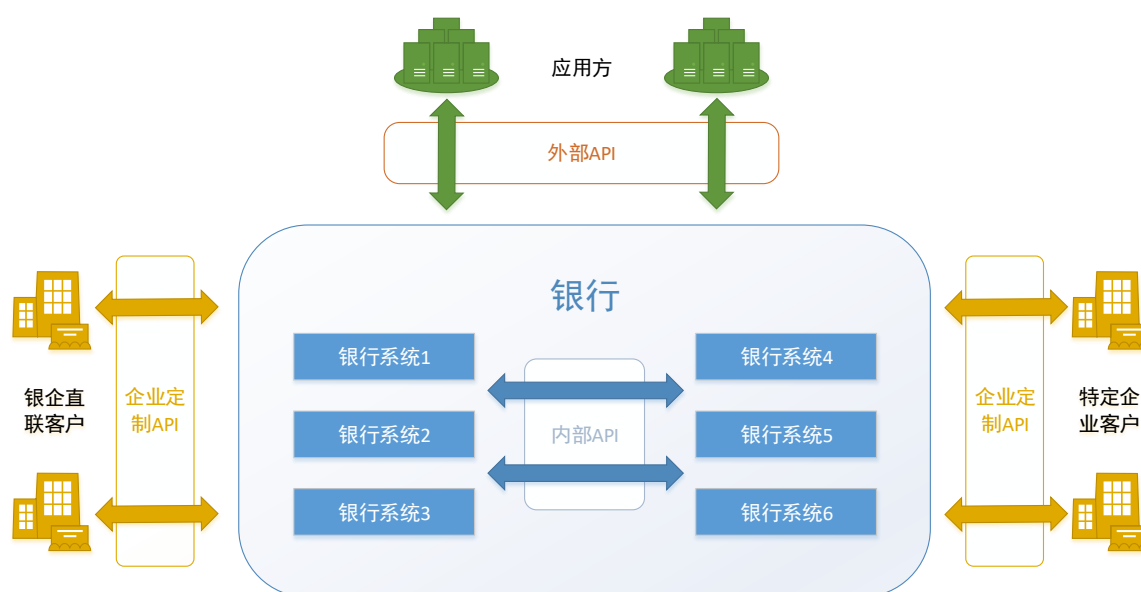 应用方
外部API
银行
银行系统1
银行系统4
银企直
联客户
企业定
制API
银行系统2
内部API
银行系统5
企业定
制API
特定企
业客户
银行系统3
银行系统6